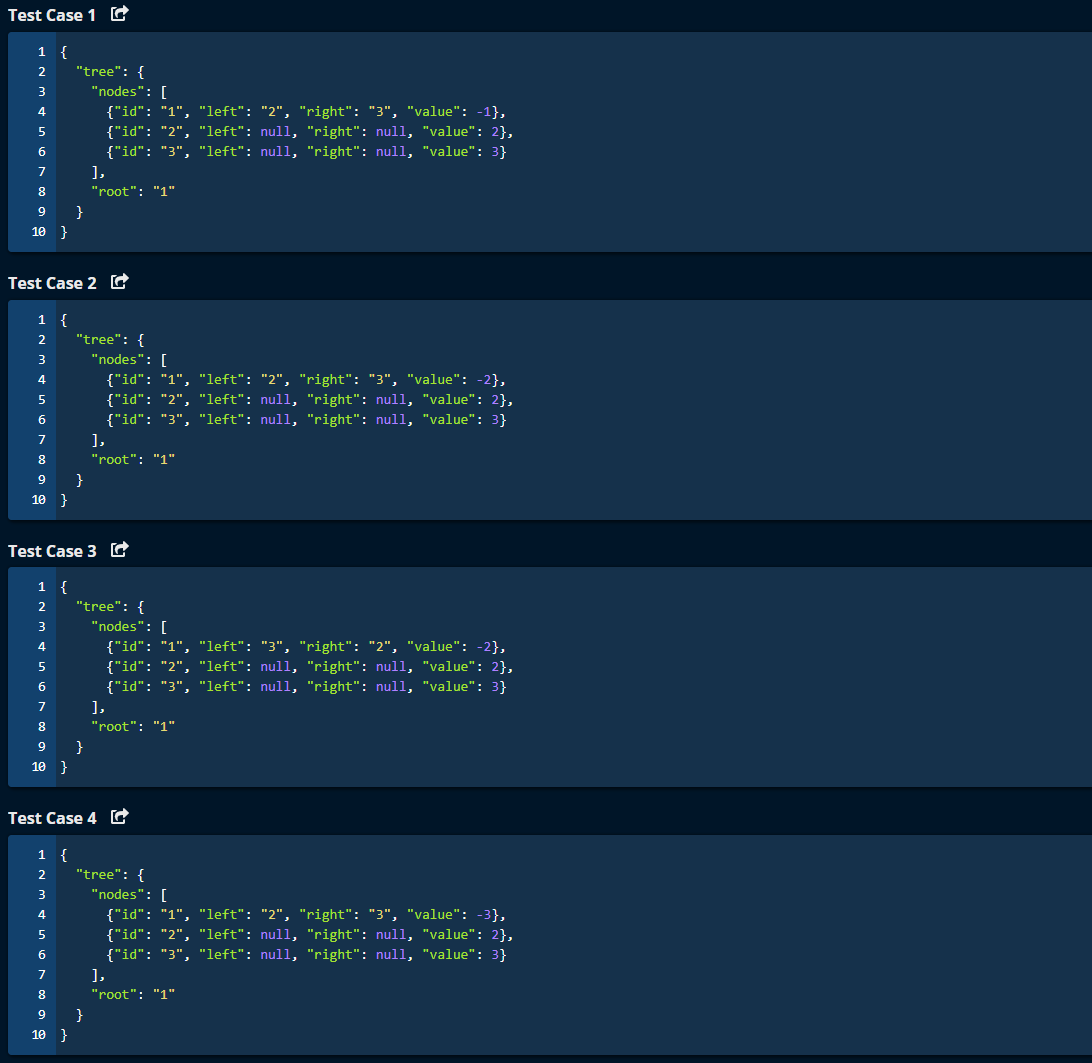 Test Case 1
1 {
2   "tree": {
3     "nodes": [
4       {"id": "1", "left": "2", "right": "3", "value": -1},
5       {"id": "2", "left": null, "right": null, "value": 2},
6       {"id": "3", "left": null, "right": null, "value": 3}
7     ],
8     "root": "1"
9   }
10 }
Test Case 2
1 {
2   "tree": {
3     "nodes": [
4       {"id": "1", "left": "2", "right": "3", "value": -2},
5       {"id": "2", "left": null, "right": null, "value": 2},
6       {"id": "3", "left": null, "right": null, "value": 3}
7     ],
8     "root": "1"
9   }
10 }
Test Case 3
1 {
2   "tree": {
3     "nodes": [
4       {"id": "1", "left": "3", "right": "2", "value": -2},
5       {"id": "2", "left": null, "right": null, "value": 2},
6       {"id": "3", "left": null, "right": null, "value": 3}
7     ],
8     "root": "1"
9   }
10 }
Test Case 4
1 {
2   "tree": {
3     "nodes": [
4       {"id": "1", "left": "2", "right": "3", "value": -3},
5       {"id": "2", "left": null, "right": null, "value": 2},
6       {"id": "3", "left": null, "right": null, "value": 3}
7     ],
8     "root": "1"
9   }
10 }